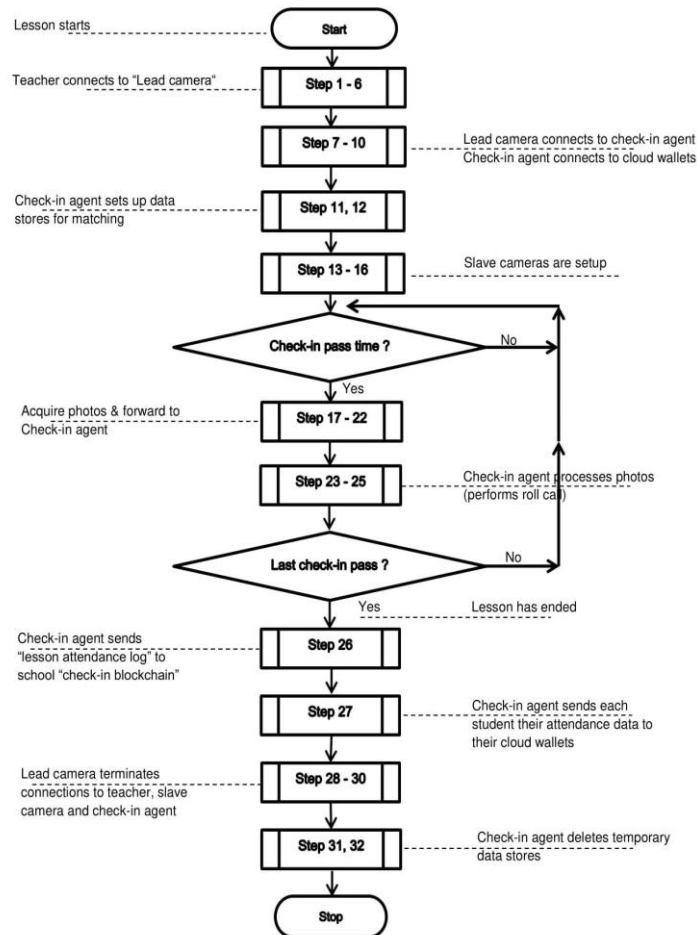 Lesson starts
Start
Teacher connects to “Lead camera“
Step 1 - 6
Step 7 - 10
Lead camera connects to check-in agent
Check-in agent connects to cloud wallets
Check-in agent sets up data
stores for matching
Step 11, 12
Step 13 - 16
Slave cameras are setup
Check-in pass time ?
No
Yes
Acquire photos & forward to
Check-in agent
Step 17 - 22
Step 23 - 25
Check-in agent processes photos
(performs roll call)
Last check-in pass ?
No
Yes
Lesson has ended
Check-in agent sends
“lesson attendance log” to
school “check-in blockchain”
Step 26
Step 27
Check-in agent sends each
student their attendance data to
their cloud wallets
Lead camera terminates
connections to teacher, slave
camera and check-in agent
Step 28 - 30
Step 31, 32
Check-in agent deletes temporary
data stores
Stop